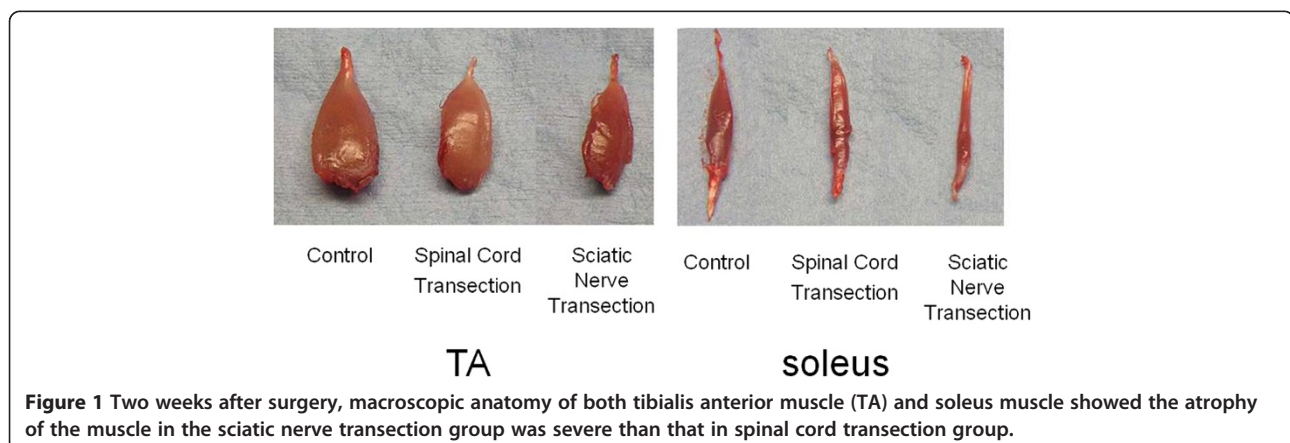 Control
Spinal Cord
Transection
Sciatic
Nerve
Transection
Control
Spinal Cord
Transection
Sciatic
Nerve
Transection
TA
soleus
Figure 1 Two weeks after surgery, macroscopic anatomy of both tibialis anterior muscle (TA) and soleus muscle showed the atrophy
of the muscle in the sciatic nerve transection group was severe than that in spinal cord transection group.